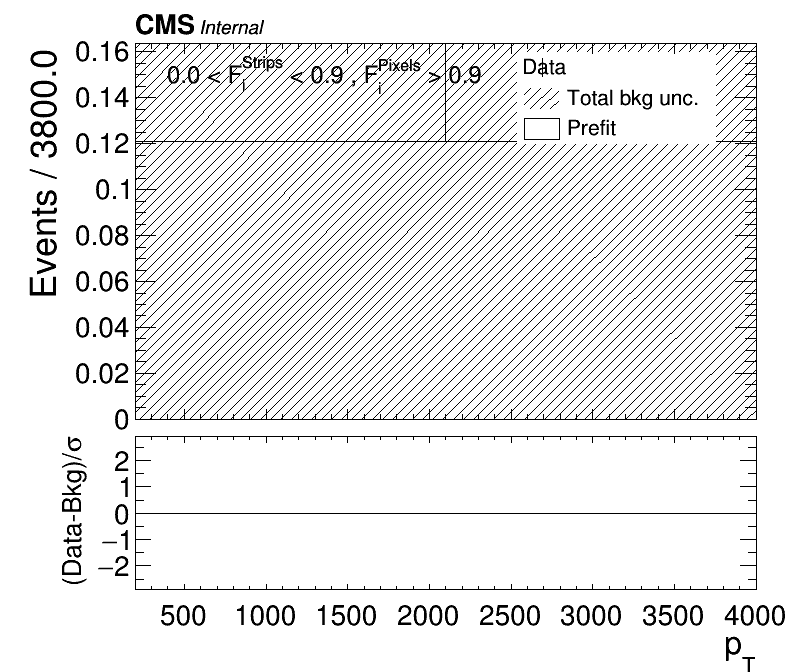 CMS Internal
0.0 < F_i^Strips < 0.9 , F_i^Pixels > 0.9
Data
Total bkg unc.
Prefit
Events / 3800.0
0.16
0.14
0.12
0.1
0.08
0.06
0.04
0.02
0
(Data-Bkg)/σ
2
1
0
−1
−2
500 1000 1500 2000 2500 3000 3500 4000
p_T